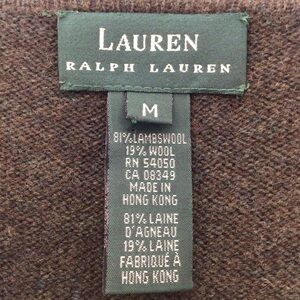 LAUREN
RALPH LAUREN
M
81% LAMBSWOOL
19% WOOL
RN 54050
CA 08349
MADE IN
HONG KONG
81% LAINE
D'AGNEAU
19% LAINE
FABRIQUÉ À
HONG KONG